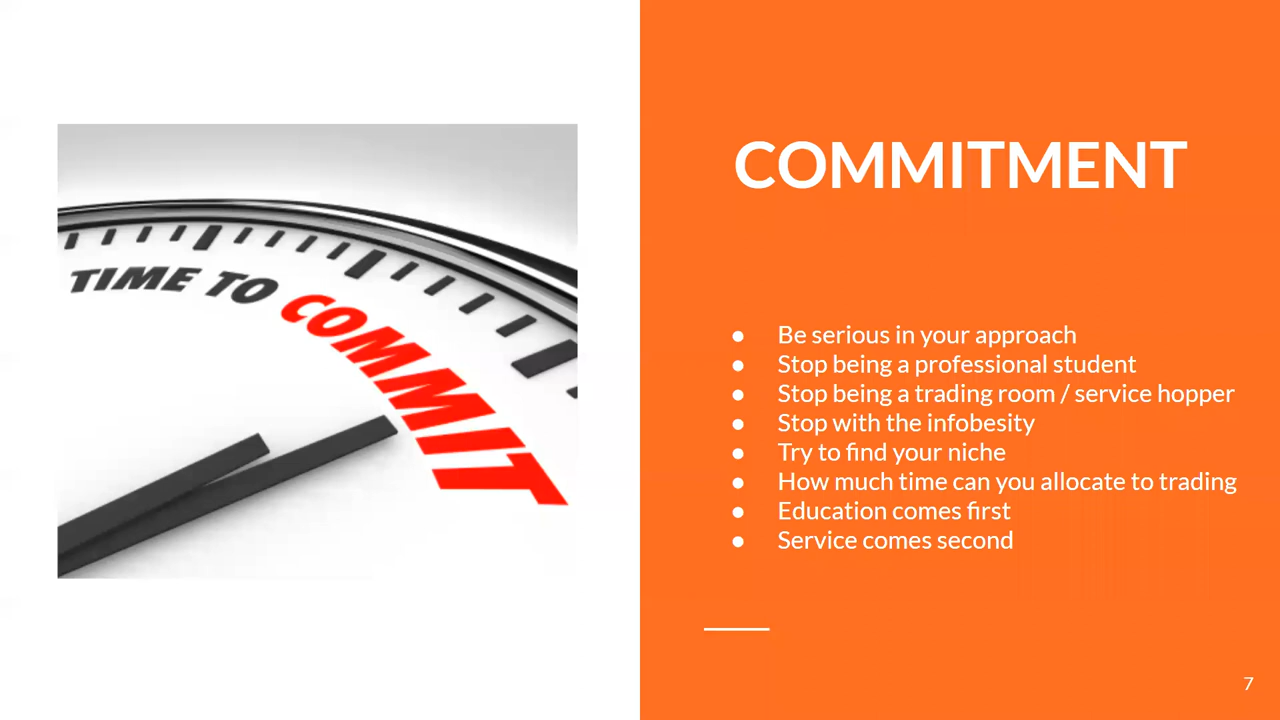 TIME TO COMMIT
COMMITMENT
● Be serious in your approach
● Stop being a professional student
● Stop being a trading room / service hopper
● Stop with the infobesity
● Try to find your niche
● How much time can you allocate to trading
● Education comes first
● Service comes second
7